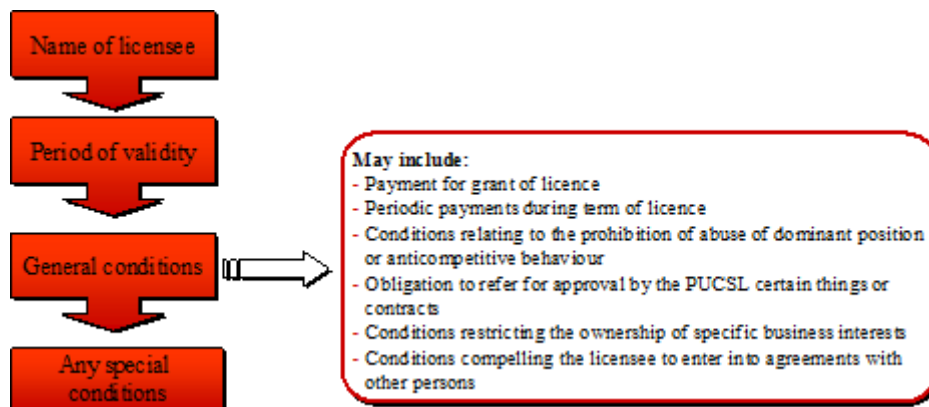 Name of licensee
Period of validity
General conditions
Any special
conditions
May include:
- Payment for grant of licence
- Periodic payments during term of licence
- Conditions relating to the prohibition of abuse of dominant position
or anticompetitive behaviour
- Obligation to refer for approval by the PUCSL certain things or
contracts
- Conditions restricting the ownership of specific business interests
- Conditions compelling the licensee to enter into agreements with
other persons